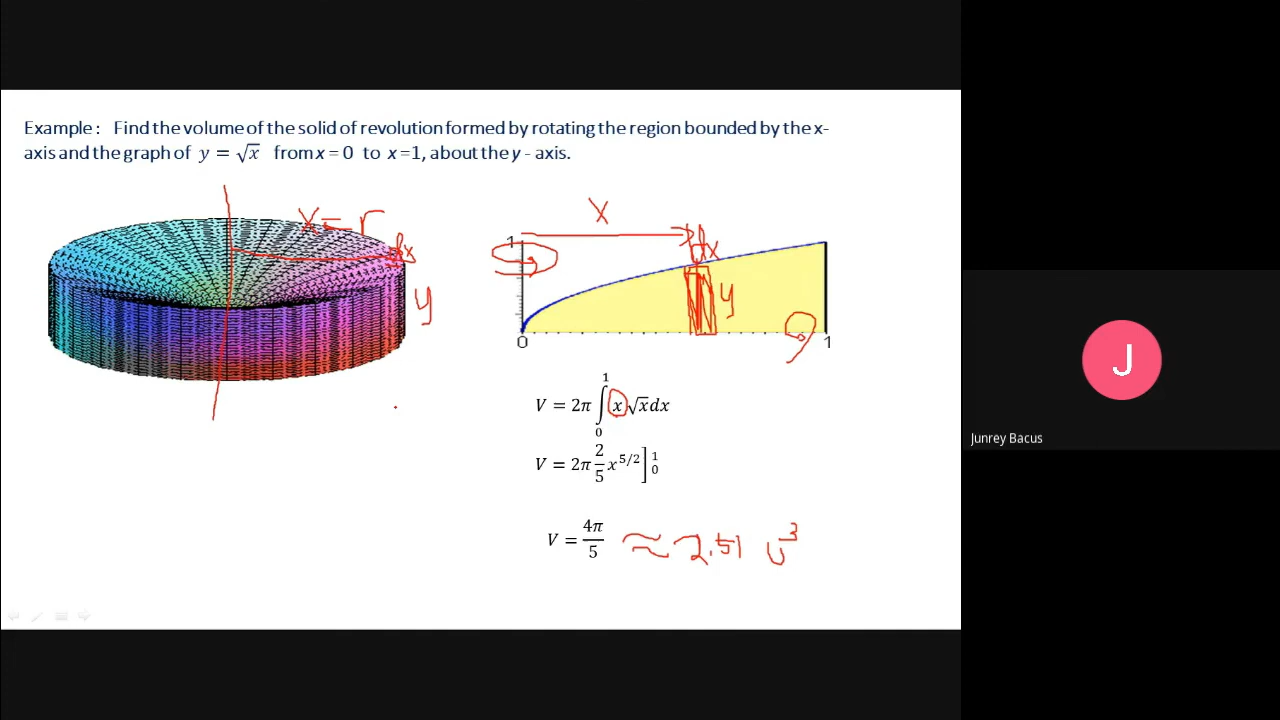 Example : Find the volume of the solid of revolution formed by rotating the region bounded by the x-
axis and the graph of y = √x from x = 0 to x =1, about the y - axis.
x = r
dx
y
x
dx
1
y
0
1
V = 2π ∫₀¹ x √x dx
V = 2π 2/5 x^5/2 ]₀¹
V = 4π/5 ≈ 2.51 u³
J
Junrey Bacus